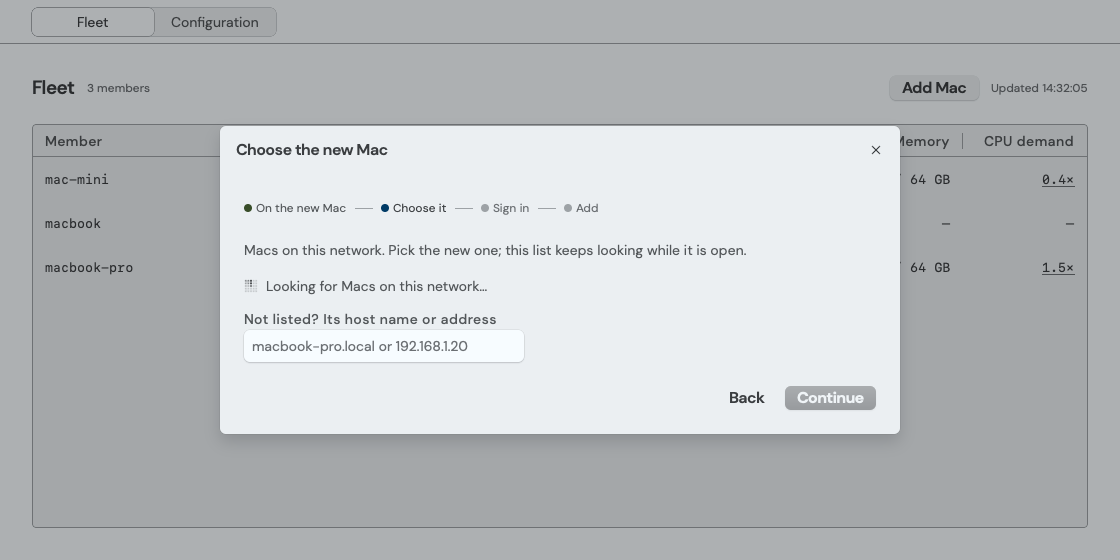 Fleet Configuration
Fleet 3 members Add Mac Updated 14:32:05
Member Memory CPU demand
mac-mini 64 GB 0.4×
macbook – –
macbook-pro 64 GB 1.5×
Choose the new Mac ×
On the new Mac Choose it Sign in Add
Macs on this network. Pick the new one; this list keeps looking while it is open.
Looking for Macs on this network…
Not listed? Its host name or address
macbook-pro.local or 192.168.1.20
Back Continue